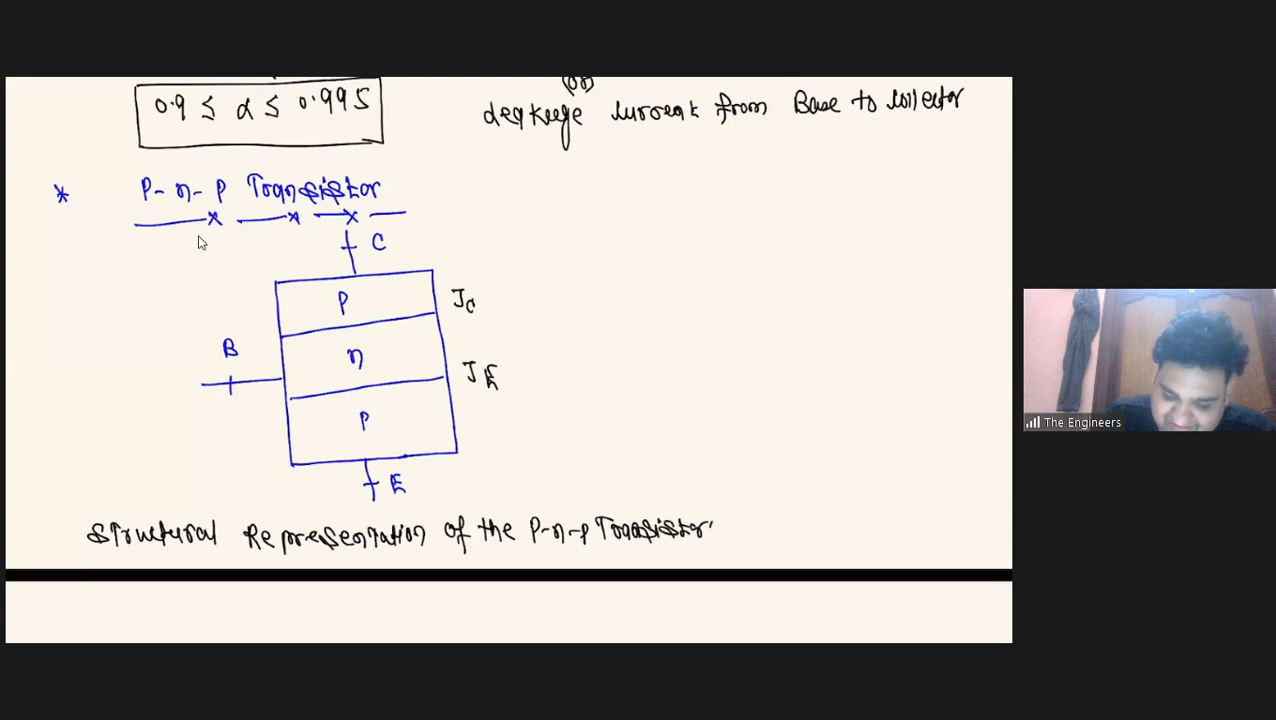 (or)
0.9 ≤ α ≤ 0.995
leakage current from Base to collector
* P-n-p Transistor
C
P
JC
B
n
JE
P
E
Structural Representation of the P-n-p Transistor
The Engineers